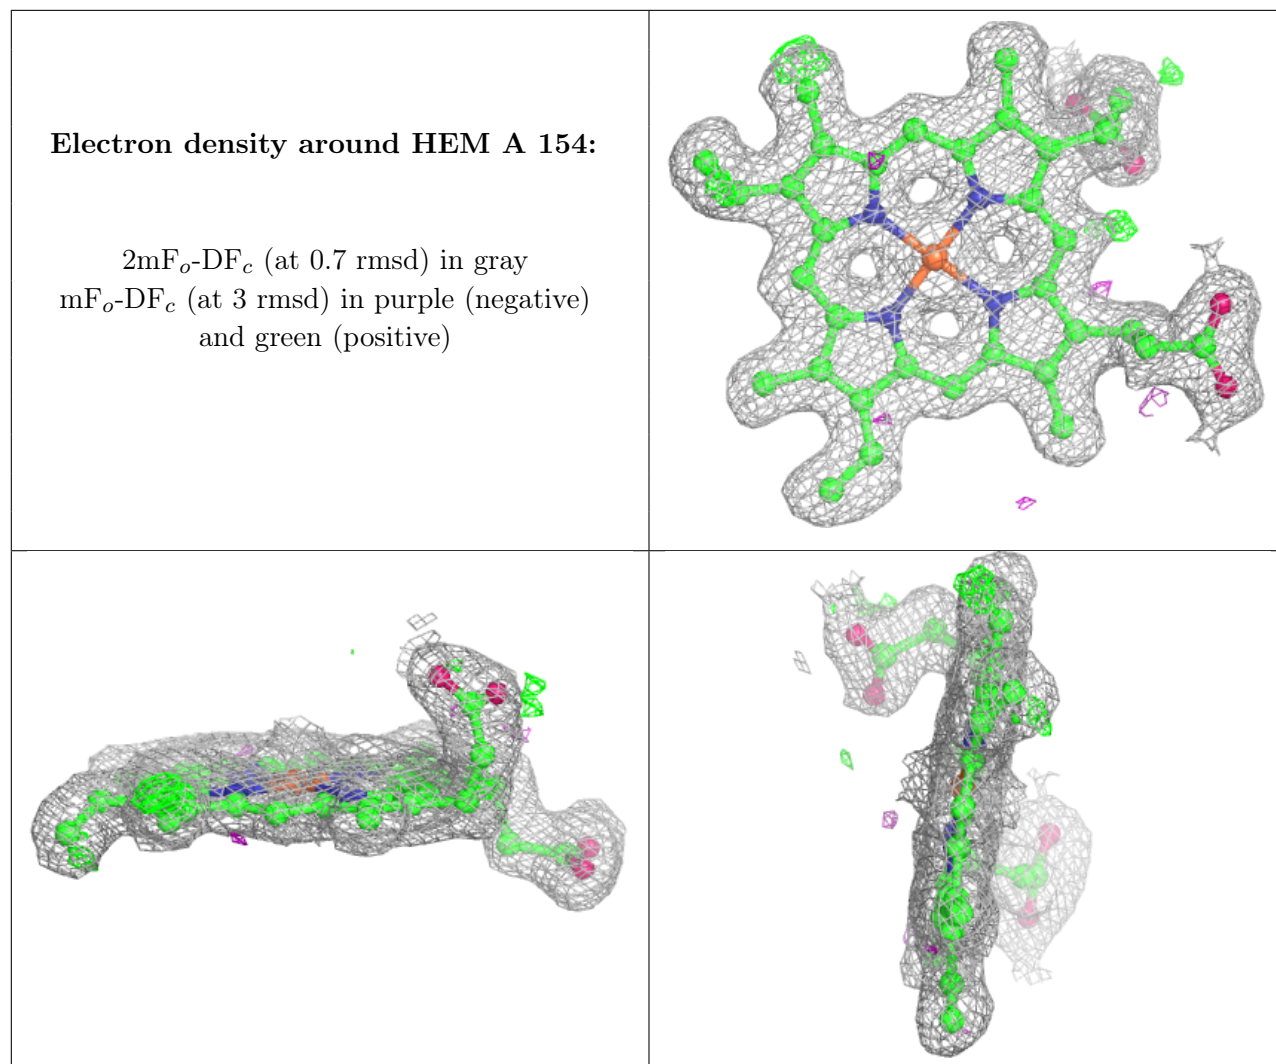 Electron density around HEM A 154:
2mFₒ-DF𝒸 (at 0.7 rmsd) in gray
mFₒ-DF𝒸 (at 3 rmsd) in purple (negative)
and green (positive)